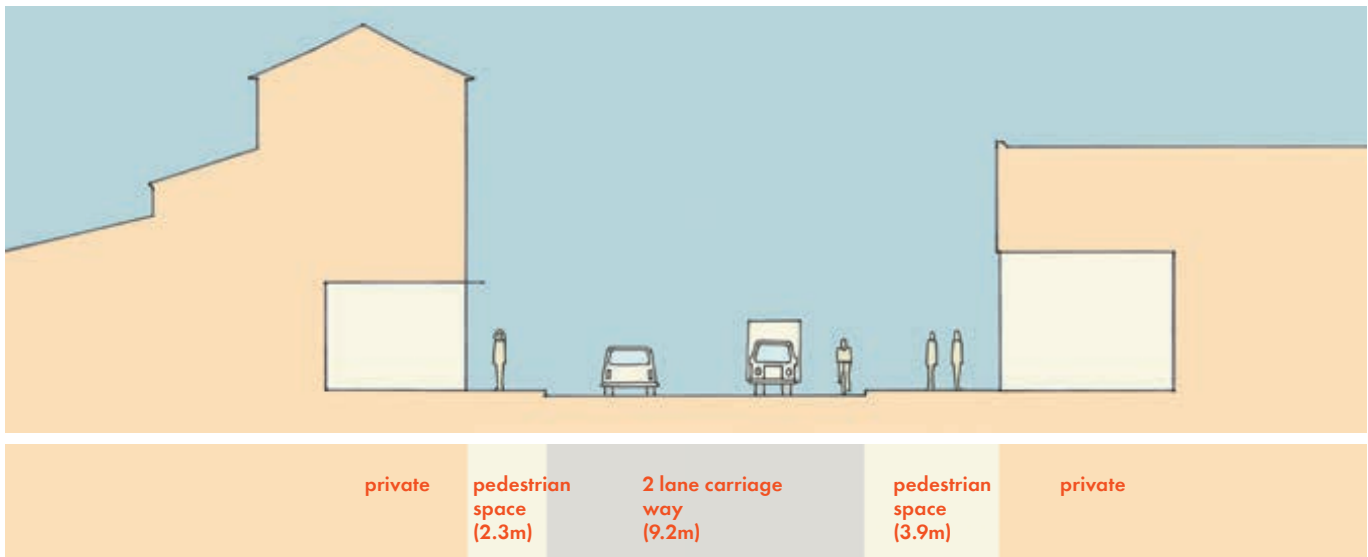 private
pedestrian
space
(2.3m)
2 lane carriage
way
(9.2m)
pedestrian
space
(3.9m)
private